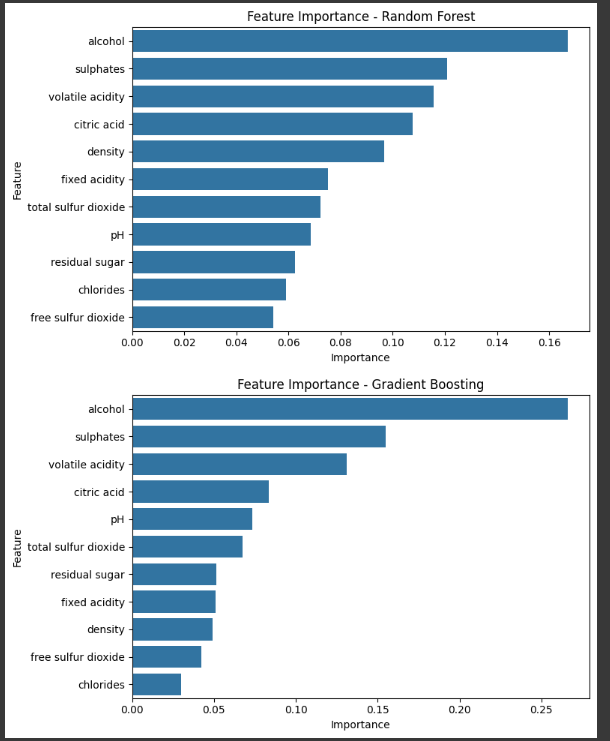 Feature Importance - Random Forest
alcohol
sulphates
volatile acidity
citric acid
density
fixed acidity
total sulfur dioxide
pH
residual sugar
chlorides
free sulfur dioxide
Feature
0.00 0.02 0.04 0.06 0.08 0.10 0.12 0.14 0.16
Importance
Feature Importance - Gradient Boosting
alcohol
sulphates
volatile acidity
citric acid
pH
total sulfur dioxide
residual sugar
fixed acidity
density
free sulfur dioxide
chlorides
Feature
0.00 0.05 0.10 0.15 0.20 0.25
Importance